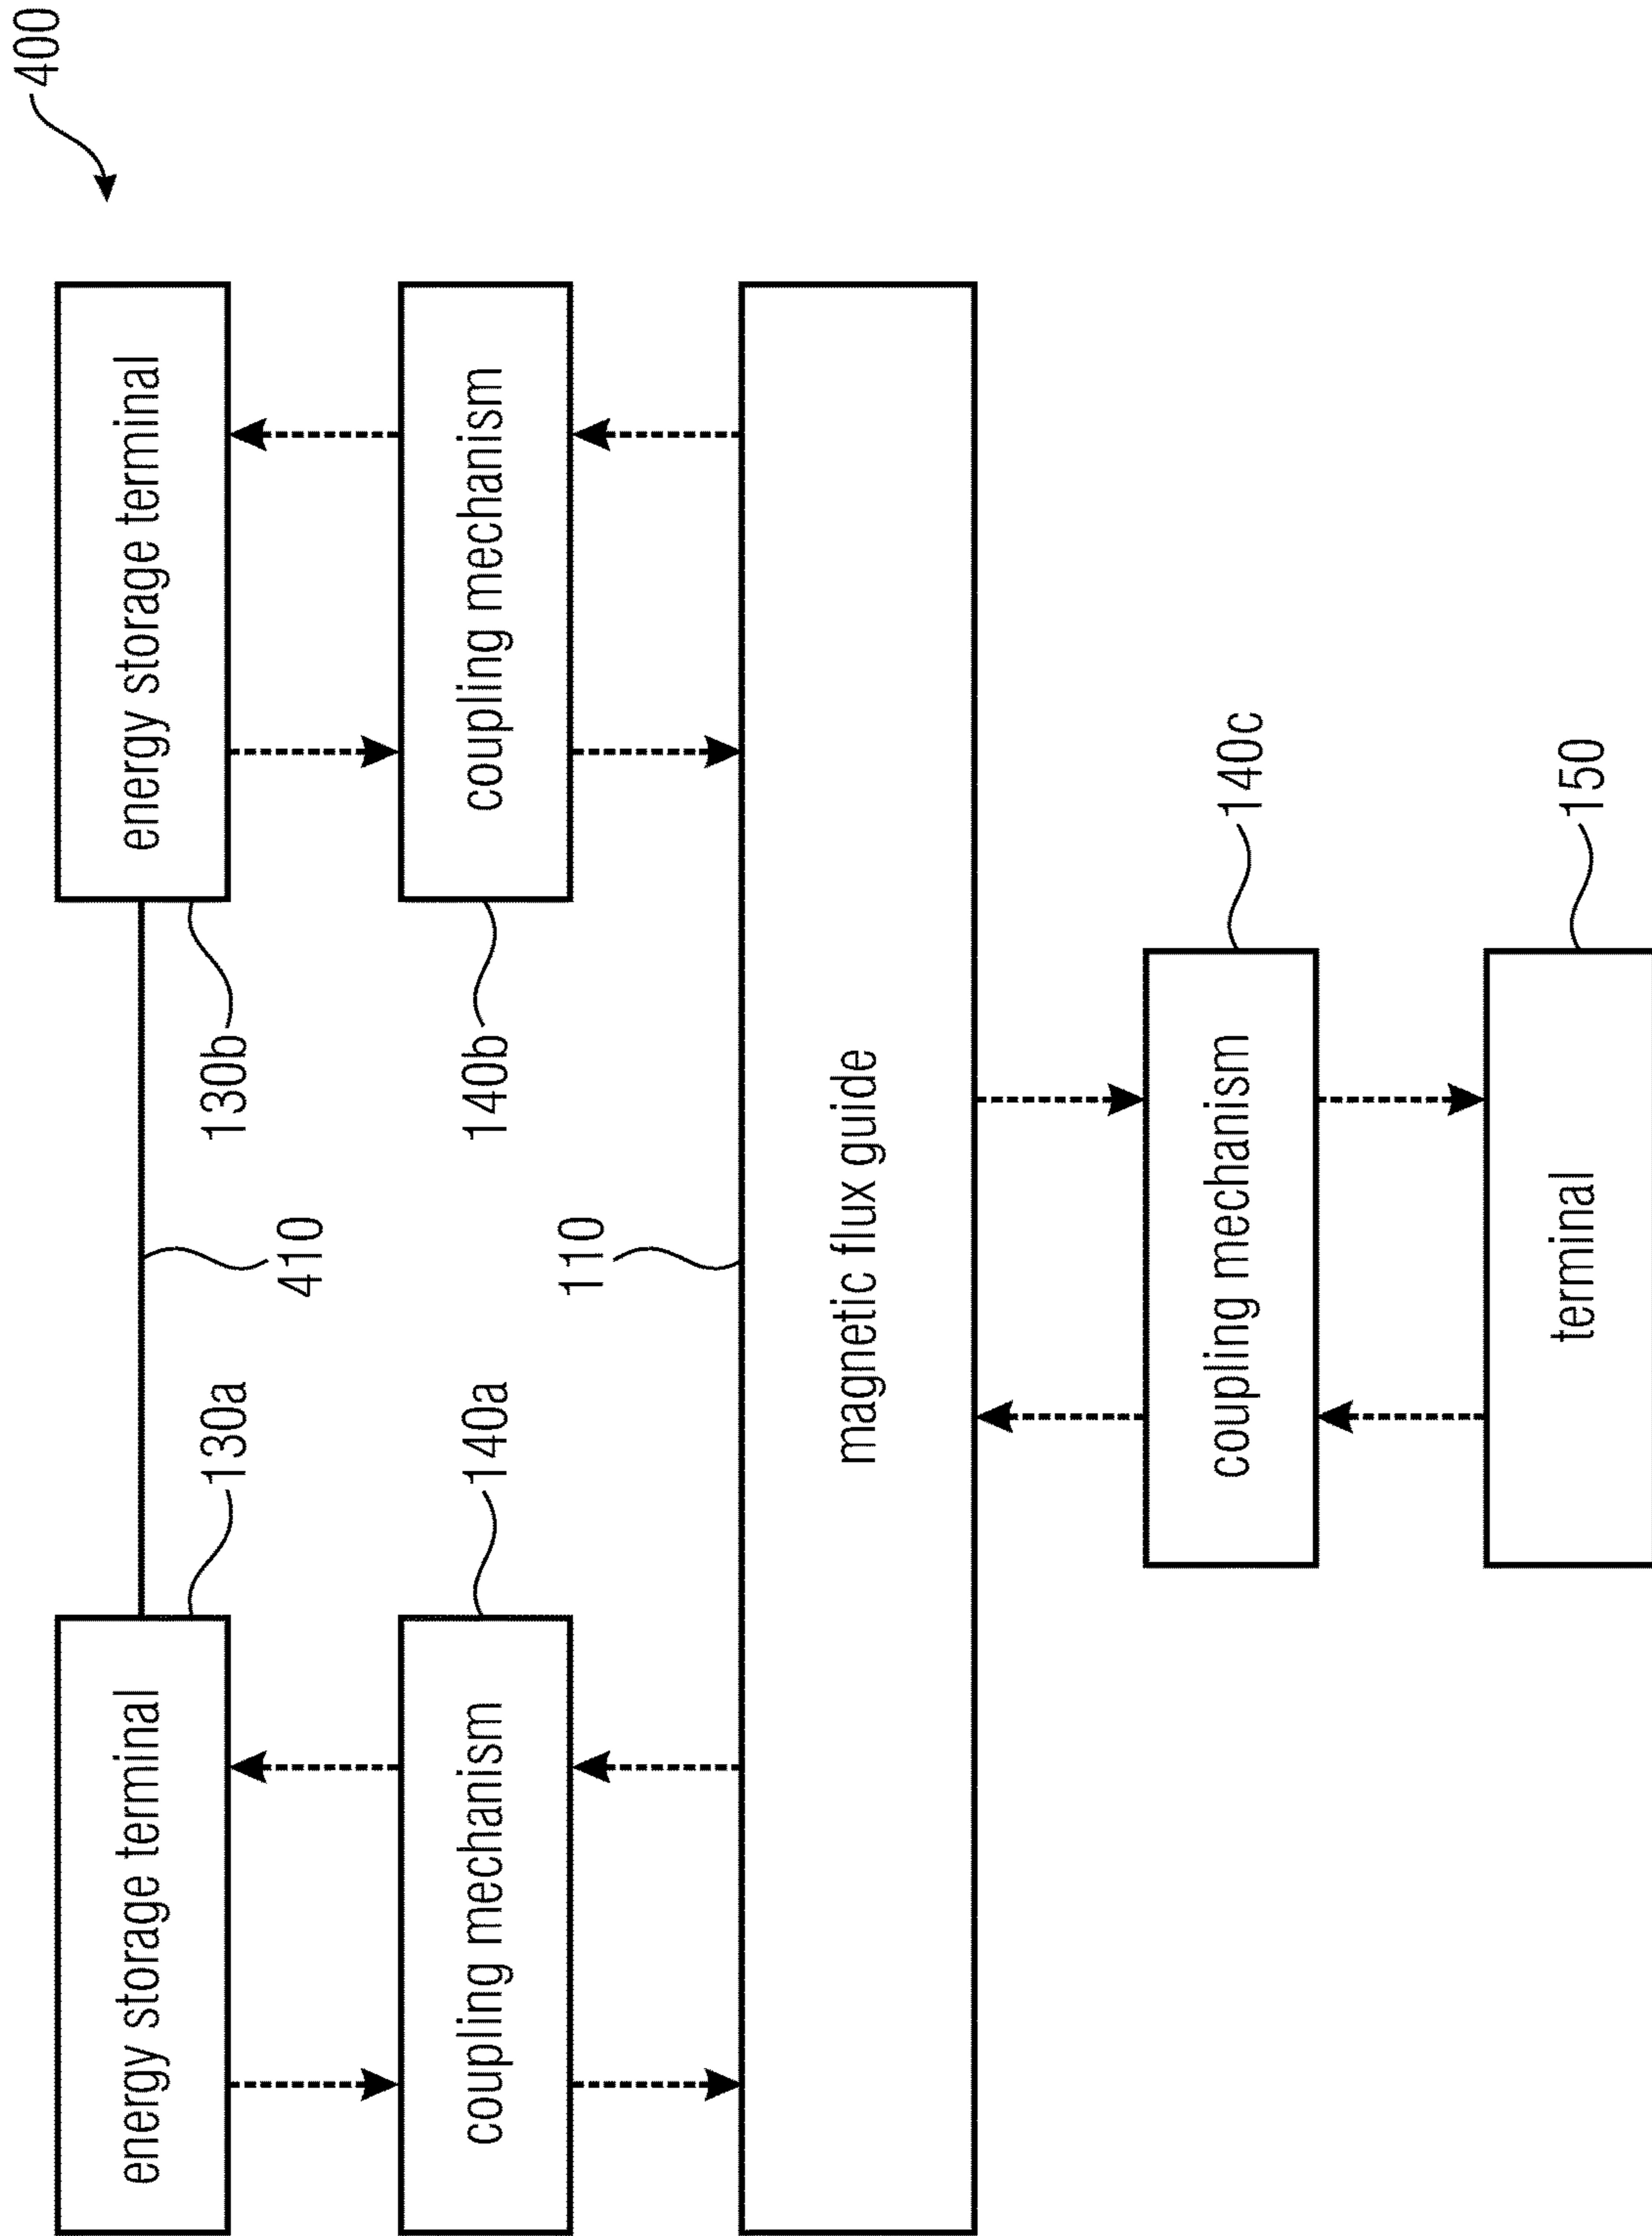 400
energy storage terminal
energy storage terminal
130a
410
130b
coupling mechanism
coupling mechanism
140a
140b
110
magnetic flux guide
coupling mechanism
140c
terminal
150